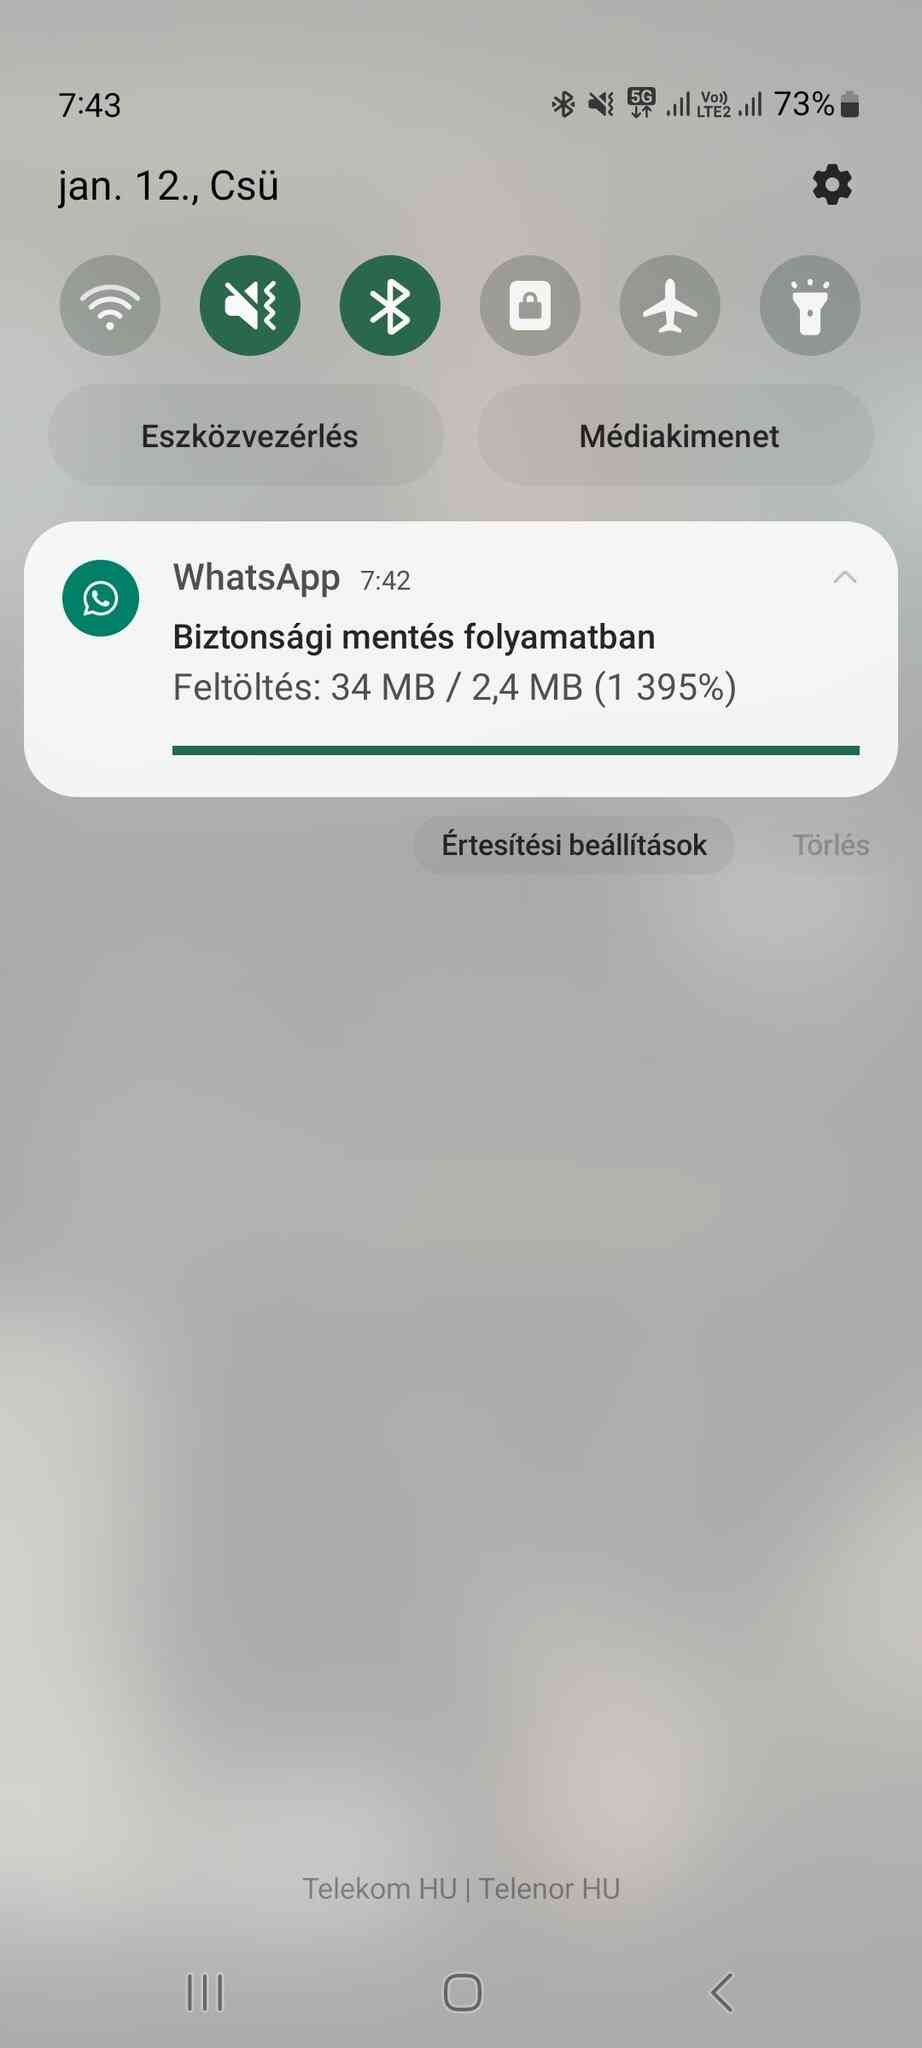 7:43
5G Vo)) LTE2 73%
jan. 12., Csü
Eszközvezérlés
Médiakimenet
WhatsApp 7:42
Biztonsági mentés folyamatban
Feltöltés: 34 MB / 2,4 MB (1 395%)
Értesítési beállítások
Törlés
Telekom HU | Telenor HU